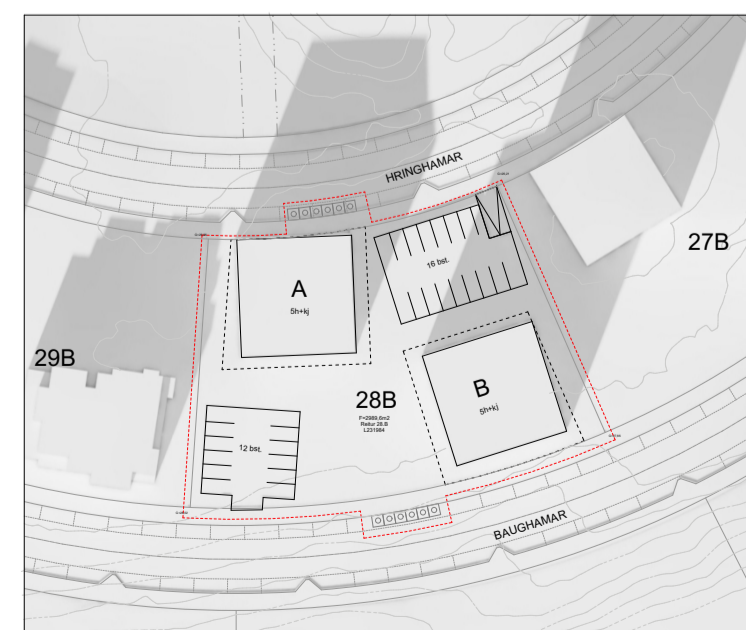 HRINGHAMAR
27B
16 bst.
A
5h+kj
29B
28B
F=2989,6m2
Reitur 28.B
L231984
B
5h+kj
12 bst.
BAUGHAMAR